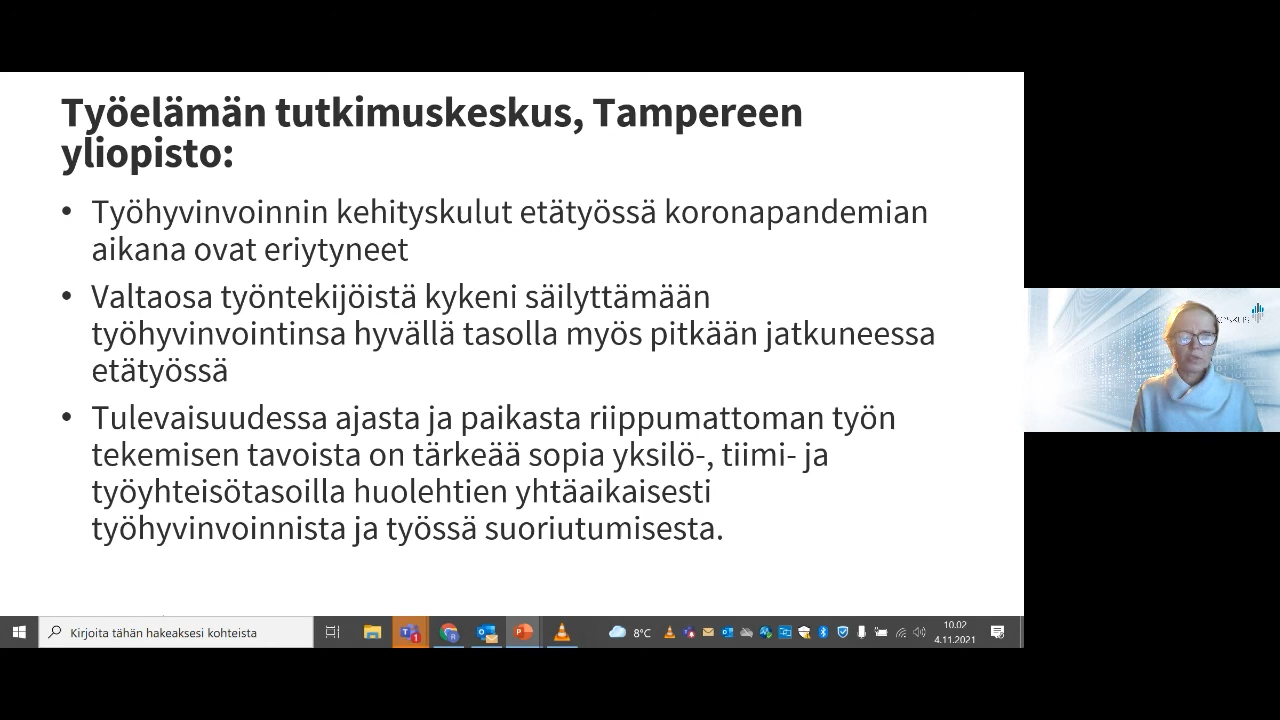 Työelämän tutkimuskeskus, Tampereen
yliopisto:
• Työhyvinvoinnin kehityskulut etätyössä koronapandemian
aikana ovat eriytyneet
• Valtaosa työntekijöistä kykeni säilyttämään
työhyvinvointinsa hyvällä tasolla myös pitkään jatkuneessa
etätyössä
• Tulevaisuudessa ajasta ja paikasta riippumattoman työn
tekemisen tavoista on tärkeää sopia yksilö-, tiimi- ja
työyhteisötasoilla huolehtien yhtäaikaisesti
työhyvinvoinnista ja työssä suoriutumisesta.
Kirjoita tähän hakeaksesi kohteista
8°C
10.02
4.11.2021